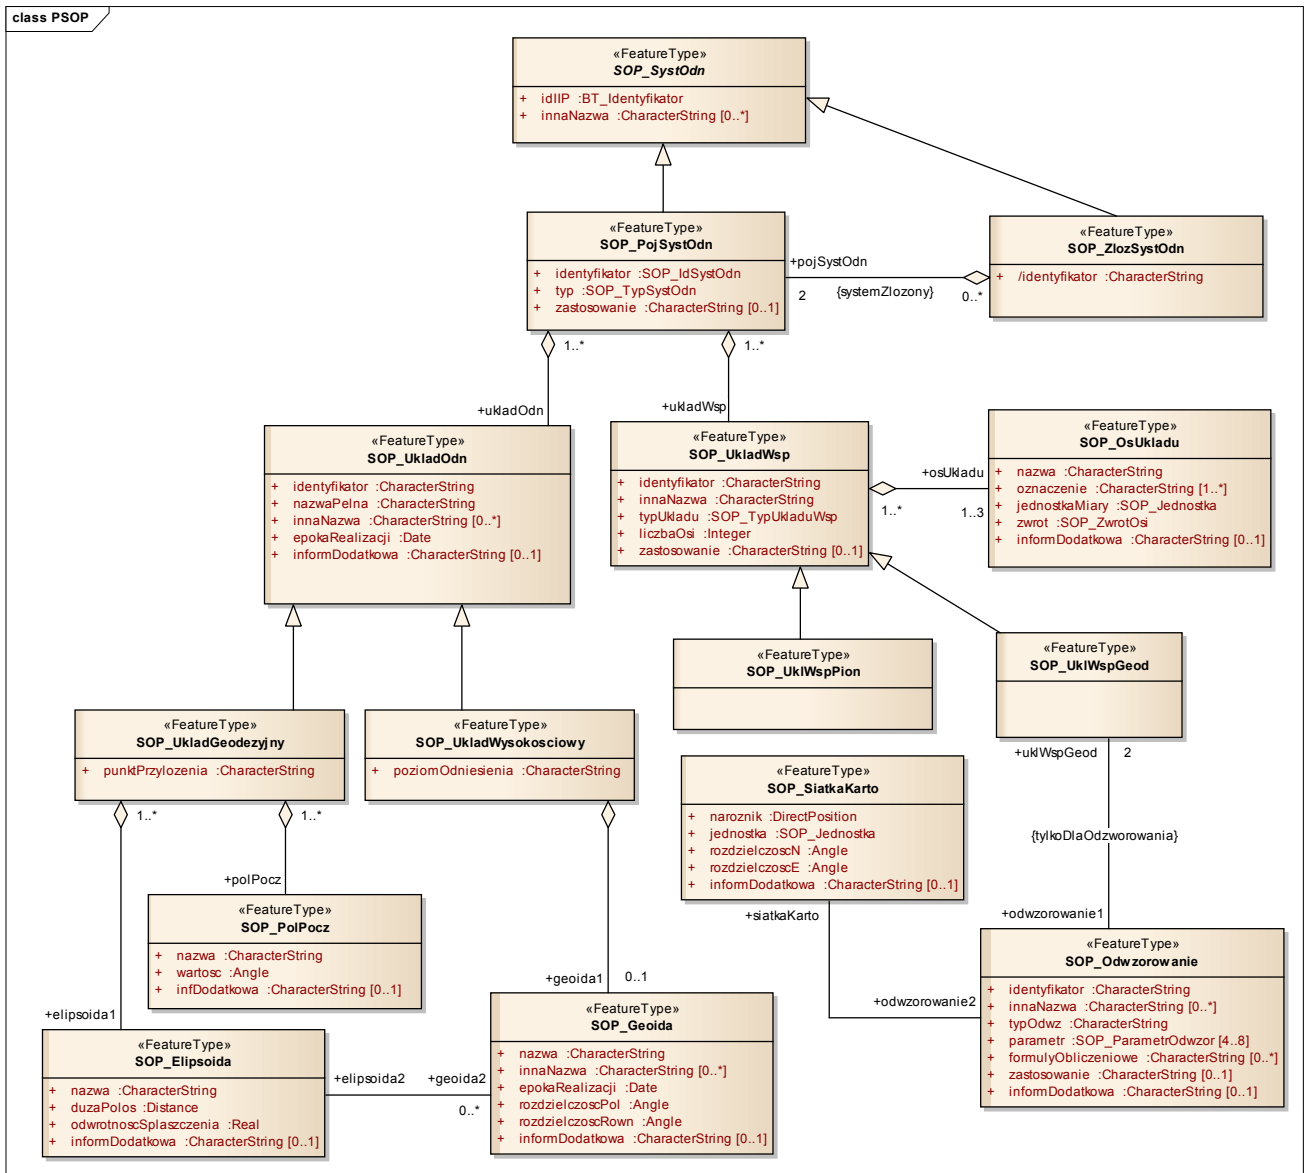 class PSOP
«FeatureType»
SOP_SystOdn
+ idIIP :BT_Identyfikator
+ innaNazwa :CharacterString [0..*]
«FeatureType»
SOP_PojSystOdn
+ identyfikator :SOP_IdSystOdn
+ typ :SOP_TypSystOdn
+ zastosowanie :CharacterString [0..1]
+pojSystOdn
2
{systemZlozony}
0..*
«FeatureType»
SOP_ZlozSystOdn
+ /identyfikator :CharacterString
1..*
1..*
+ukladOdn
+ukladWsp
«FeatureType»
SOP_UkladOdn
+ identyfikator :CharacterString
+ nazwaPelna :CharacterString
+ innaNazwa :CharacterString [0..*]
+ epokaRealizacji :Date
+ informDodatkowa :CharacterString [0..1]
«FeatureType»
SOP_UkladWsp
+ identyfikator :CharacterString
+ innaNazwa :CharacterString
+ typUkladu :SOP_TypUkladuWsp
+ liczbaOsi :Integer
+ zastosowanie :CharacterString [0..1]
+osUkladu
1..*
1..3
«FeatureType»
SOP_OsUkladu
+ nazwa :CharacterString
+ oznaczenie :CharacterString [1..*]
+ jednostkaMiary :SOP_Jednostka
+ zwrot :SOP_ZwrotOsi
+ informDodatkowa :CharacterString [0..1]
«FeatureType»
SOP_UklWspPion
«FeatureType»
SOP_UklWspGeod
«FeatureType»
SOP_UkladGeodezyjny
+ punktPrzylozenia :CharacterString
«FeatureType»
SOP_UkladWysokosciowy
+ poziomOdniesienia :CharacterString
+uklWspGeod
2
«FeatureType»
SOP_SiatkaKarto
+ naroznik :DirectPosition
+ jednostka :SOP_Jednostka
+ rozdzielczoscN :Angle
+ rozdzielczoscE :Angle
+ informDodatkowa :CharacterString [0..1]
1..*
1..*
{tylkoDlaOdzworowania}
+polPocz
+siatkaKarto
+odwzorowanie1
«FeatureType»
SOP_PolPocz
+ nazwa :CharacterString
+ wartosc :Angle
+ infDodatkowa :CharacterString [0..1]
«FeatureType»
SOP_Odwzorowanie
+ identyfikator :CharacterString
+ innaNazwa :CharacterString [0..*]
+ typOdwz :CharacterString
+ parametr :SOP_ParametrOdwzor [4..8]
+ formulyObliczeniowe :CharacterString [0..*]
+ zastosowanie :CharacterString [0..1]
+ informDodatkowa :CharacterString [0..1]
+geoida1
0..1
+odwzorowanie2
+elipsoida1
«FeatureType»
SOP_Elipsoida
+ nazwa :CharacterString
+ duzaPolos :Distance
+ odwrotnoscSplaszczenia :Real
+ informDodatkowa :CharacterString [0..1]
+elipsoida2
+geoida2
0..*
«FeatureType»
SOP_Geoida
+ nazwa :CharacterString
+ innaNazwa :CharacterString [0..*]
+ epokaRealizacji :Date
+ rozdzielczoscPol :Angle
+ rozdzielczoscRown :Angle
+ informDodatkowa :CharacterString [0..1]